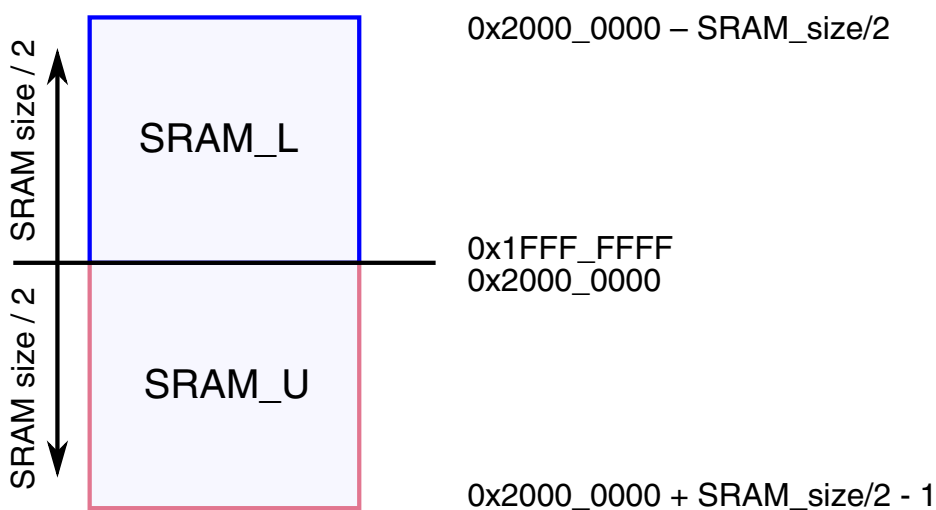 0x2000_0000 – SRAM_size/2
SRAM size / 2
SRAM_L
0x1FFF_FFFF
0x2000_0000
SRAM size / 2
SRAM_U
0x2000_0000 + SRAM_size/2 - 1